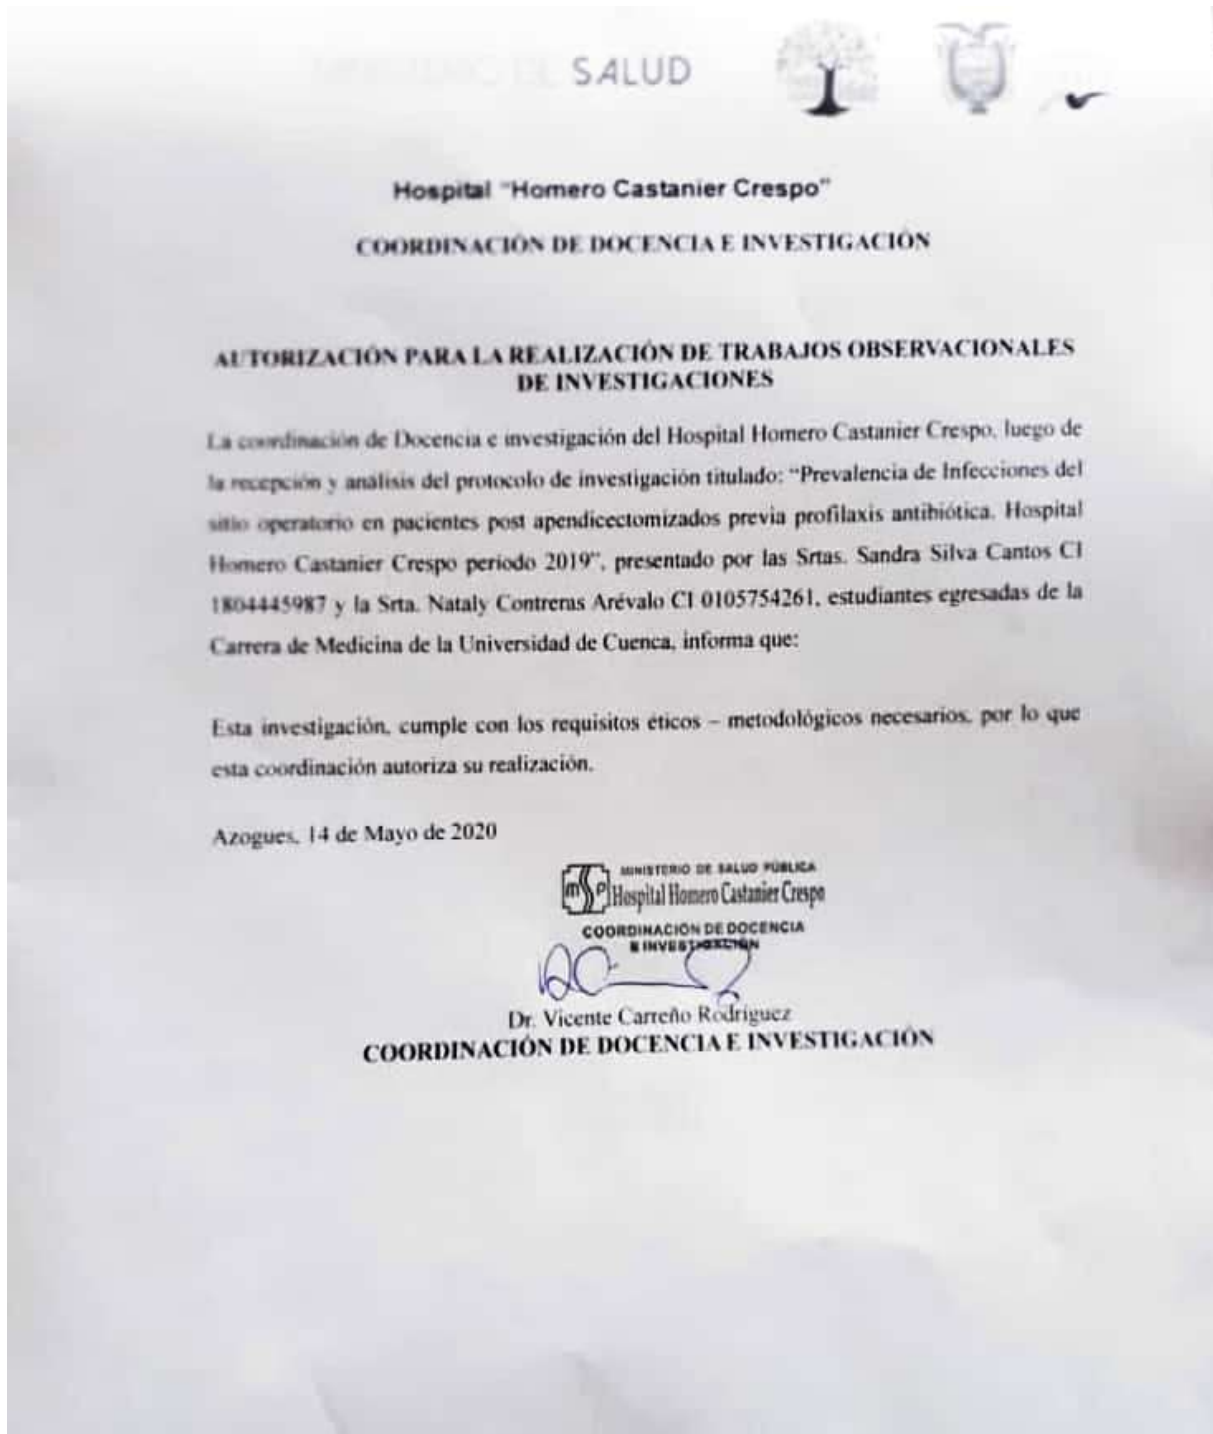 MINISTERIO DE SALUD
Hospital "Homero Castanier Crespo"
COORDINACIÓN DE DOCENCIA E INVESTIGACIÓN
AUTORIZACIÓN PARA LA REALIZACIÓN DE TRABAJOS OBSERVACIONALES
DE INVESTIGACIONES
La coordinación de Docencia e investigación del Hospital Homero Castanier Crespo, luego de
la recepción y análisis del protocolo de investigación titulado: “Prevalencia de Infecciones del
sitio operatorio en pacientes post apendicectomizados previa profilaxis antibiótica. Hospital
Homero Castanier Crespo periodo 2019”, presentado por las Srtas. Sandra Silva Cantos CI
1804445987 y la Srta. Nataly Contreras Arévalo CI 0105754261, estudiantes egresadas de la
Carrera de Medicina de la Universidad de Cuenca, informa que:
Esta investigación, cumple con los requisitos éticos – metodológicos necesarios, por lo que
esta coordinación autoriza su realización.
Azogues, 14 de Mayo de 2020
MINISTERIO DE SALUD PÚBLICA
msp Hospital Homero Castanier Crespo
COORDINACIÓN DE DOCENCIA
E INVESTIGACIÓN
Dr. Vicente Carreño Rodríguez
COORDINACIÓN DE DOCENCIA E INVESTIGACIÓN